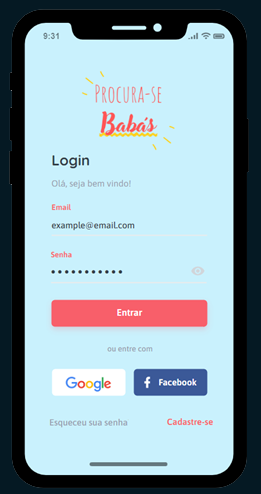 9:31
PROCURA-SE
Babás
Login
Olá, seja bem vindo!
Email
example@email.com
Senha
Entrar
ou entre com
Google
f Facebook
Esqueceu sua senha
Cadastre-se